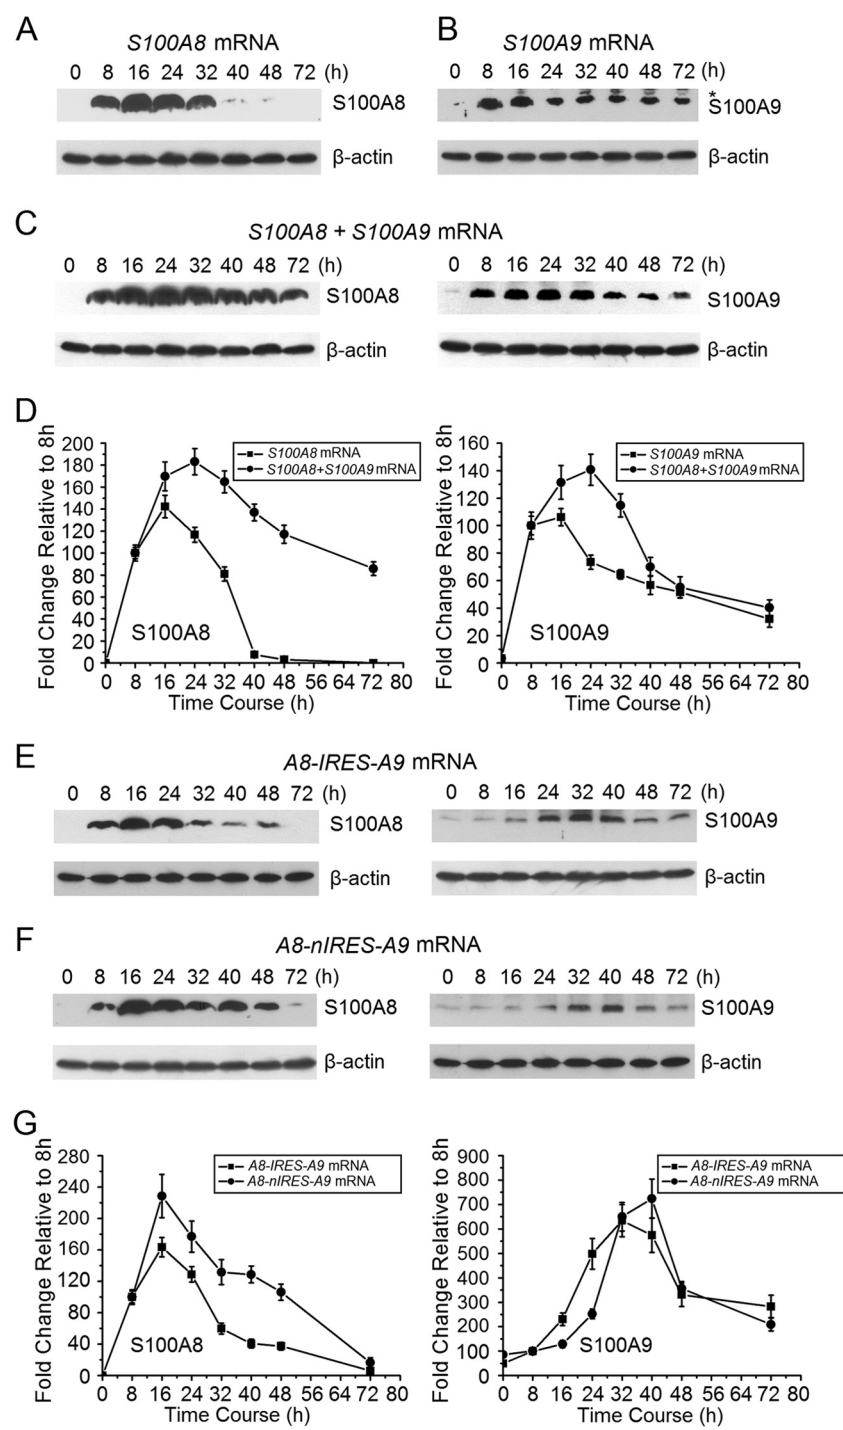 A
S100A8 mRNA
0 8 16 24 32 40 48 72 (h)
S100A8
β-actin
B
S100A9 mRNA
0 8 16 24 32 40 48 72 (h)
*
S100A9
β-actin
C
S100A8 + S100A9 mRNA
0 8 16 24 32 40 48 72 (h)
S100A8
β-actin
0 8 16 24 32 40 48 72 (h)
S100A9
β-actin
D
Fold Change Relative to 8h
200
180
160
140
120
100
80
60
40
20
0
S100A8 mRNA
S100A8+S100A9 mRNA
S100A8
0 8 16 24 32 40 48 56 64 72 80
Time Course (h)
Fold Change Relative to 8h
160
140
120
100
80
60
40
20
0
S100A9 mRNA
S100A8+S100A9 mRNA
S100A9
0 8 16 24 32 40 48 56 64 72 80
Time Course (h)
E
A8-IRES-A9 mRNA
0 8 16 24 32 40 48 72 (h)
S100A8
β-actin
0 8 16 24 32 40 48 72 (h)
S100A9
β-actin
F
A8-nIRES-A9 mRNA
0 8 16 24 32 40 48 72 (h)
S100A8
β-actin
0 8 16 24 32 40 48 72 (h)
S100A9
β-actin
G
Fold Change Relative to 8h
280
240
200
160
120
80
40
0
A8-IRES-A9 mRNA
A8-nIRES-A9 mRNA
S100A8
0 8 16 24 32 40 48 56 64 72 80
Time Course (h)
Fold Change Relative to 8h
900
800
700
600
500
400
300
200
100
0
A8-IRES-A9 mRNA
A8-nIRES-A9 mRNA
S100A9
0 8 16 24 32 40 48 56 64 72 80
Time Course (h)